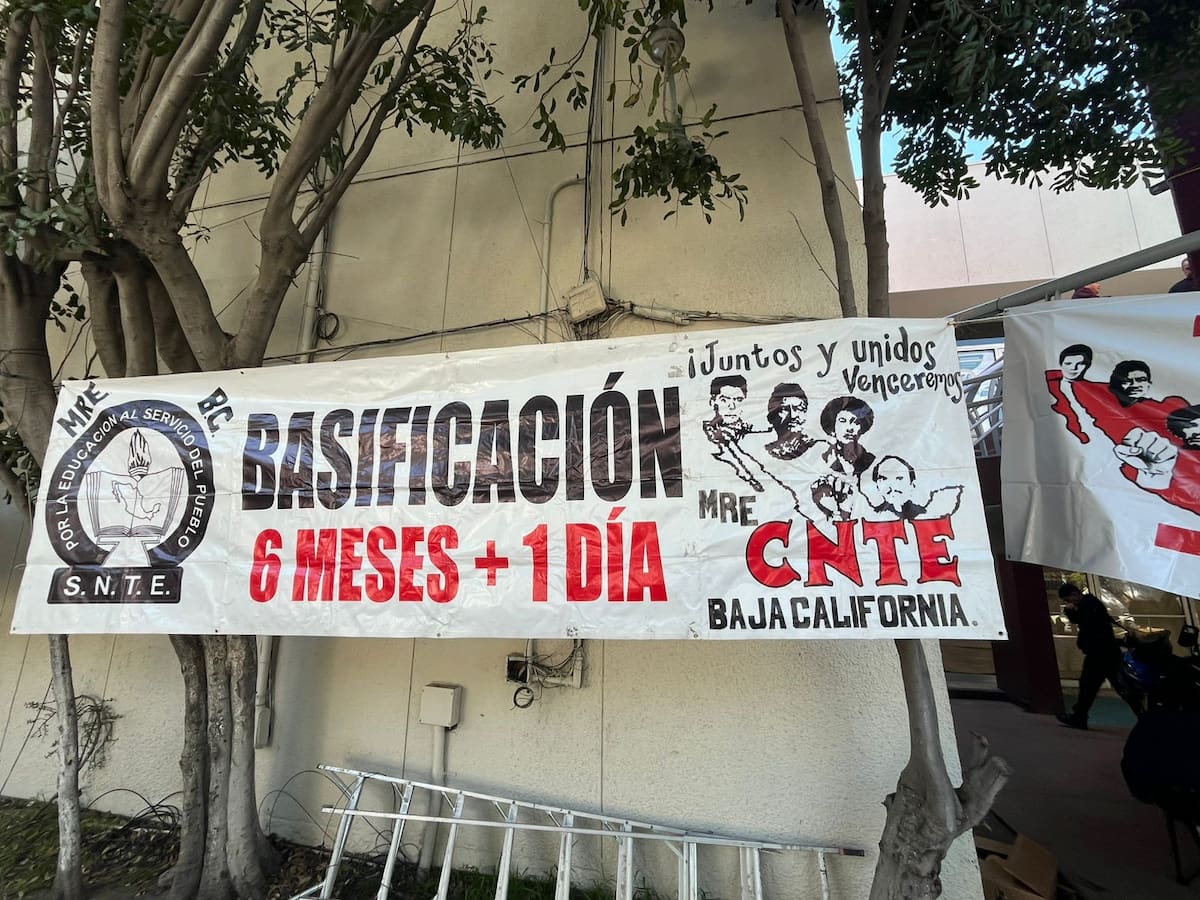 MRE
BC.
POR LA EDUCACION AL SERVICIO DEL PUEBLO
S. N. T. E.
BASIFICACIÓN
6 MESES + 1 DÍA
¡Juntos y unidos
Venceremos
MRE
CNTE
BAJA CALIFORNIA.